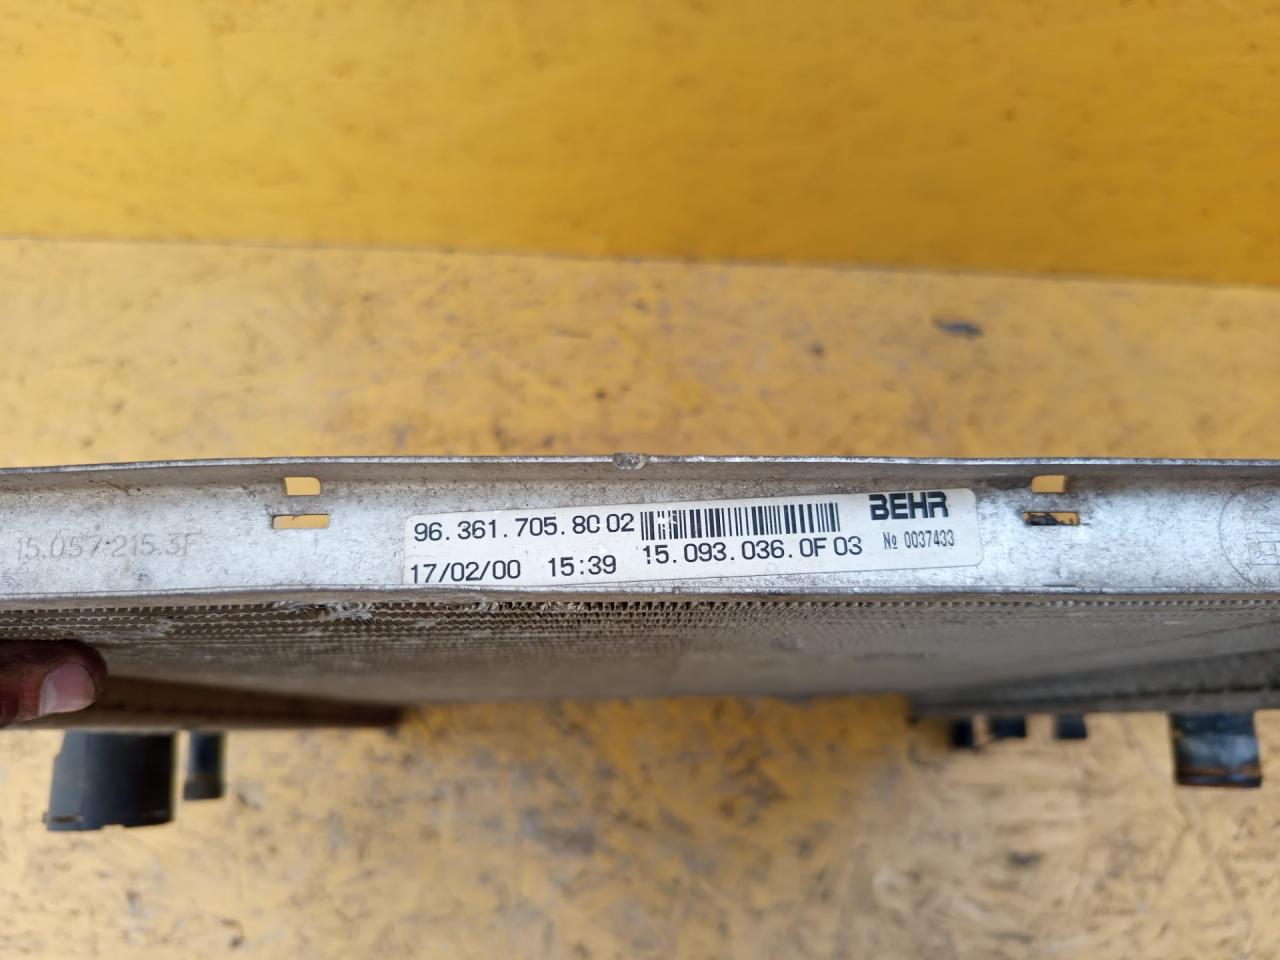 15.057.215.3F
96.361.705.80 02
BEHR
15.093.036.0F 03
№ 0037433
17/02/00 15:39